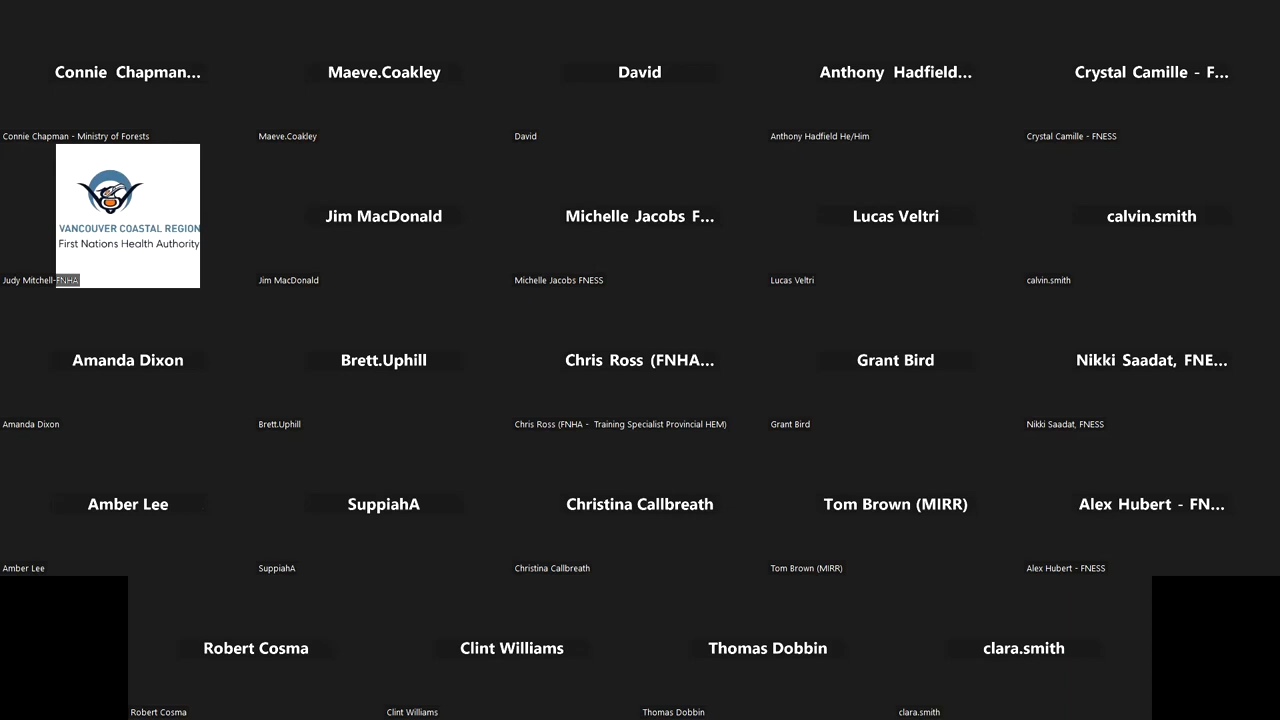 Connie Chapman...
Maeve.Coakley
David
Anthony Hadfield...
Crystal Camille - F...
Connie Chapman - Ministry of Forests
Maeve.Coakley
David
Anthony Hadfield He/Him
Crystal Camille - FNESS
VANCOUVER COASTAL REGION
First Nations Health Authority
Jim MacDonald
Michelle Jacobs F...
Lucas Veltri
calvin.smith
Judy Mitchell-FNHA
Jim MacDonald
Michelle Jacobs FNESS
Lucas Veltri
calvin.smith
Amanda Dixon
Brett.Uphill
Chris Ross (FNHA...
Grant Bird
Nikki Saadat, FNE...
Amanda Dixon
Brett.Uphill
Chris Ross (FNHA - Training Specialist Provincial HEM)
Grant Bird
Nikki Saadat, FNESS
Amber Lee
SuppiahA
Christina Callbreath
Tom Brown (MIRR)
Alex Hubert - FN...
Amber Lee
SuppiahA
Christina Callbreath
Tom Brown (MIRR)
Alex Hubert - FNESS
Robert Cosma
Clint Williams
Thomas Dobbin
clara.smith
Robert Cosma
Clint Williams
Thomas Dobbin
clara.smith